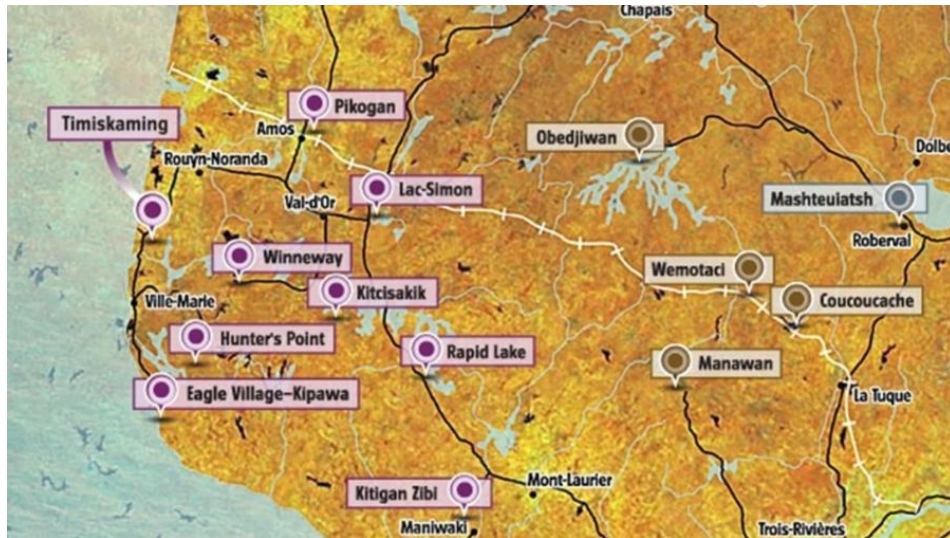 Chapais
Pikogan
Timiskaming
Amos
Obedjiwan
Rouyn-Noranda
Dolbe
Lac-Simon
Mashteuiatsh
Val-d'Or
Roberval
Winneway
Wemotaci
Kitcisakik
Ville-Marie
Coucoucache
Hunter's Point
Rapid Lake
Manawan
Eagle Village–Kipawa
La Tuque
Mont-Laurier
Kitigan Zibi
Maniwaki
Trois-Rivières